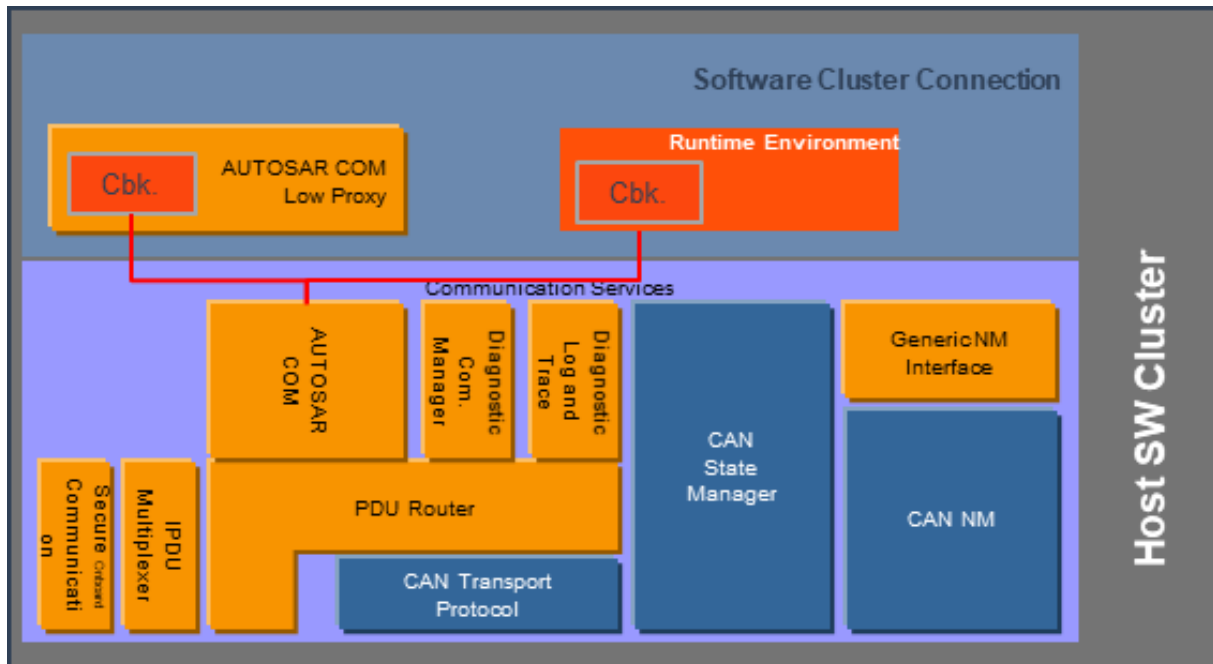 Software Cluster Connection
Cbk.
AUTOSAR COM
Low Proxy
Runtime Environment
Cbk.
Communication Services
AUTOSAR
COM
Diagnostic
Com.
Manager
Diagnostic
Log and
Trace
CAN
State
Manager
Generic NM
Interface
Secure Onboard
Communicati
on
IPDU
Multiplexer
PDU Router
CAN Transport
Protocol
CAN NM
Host SW Cluster